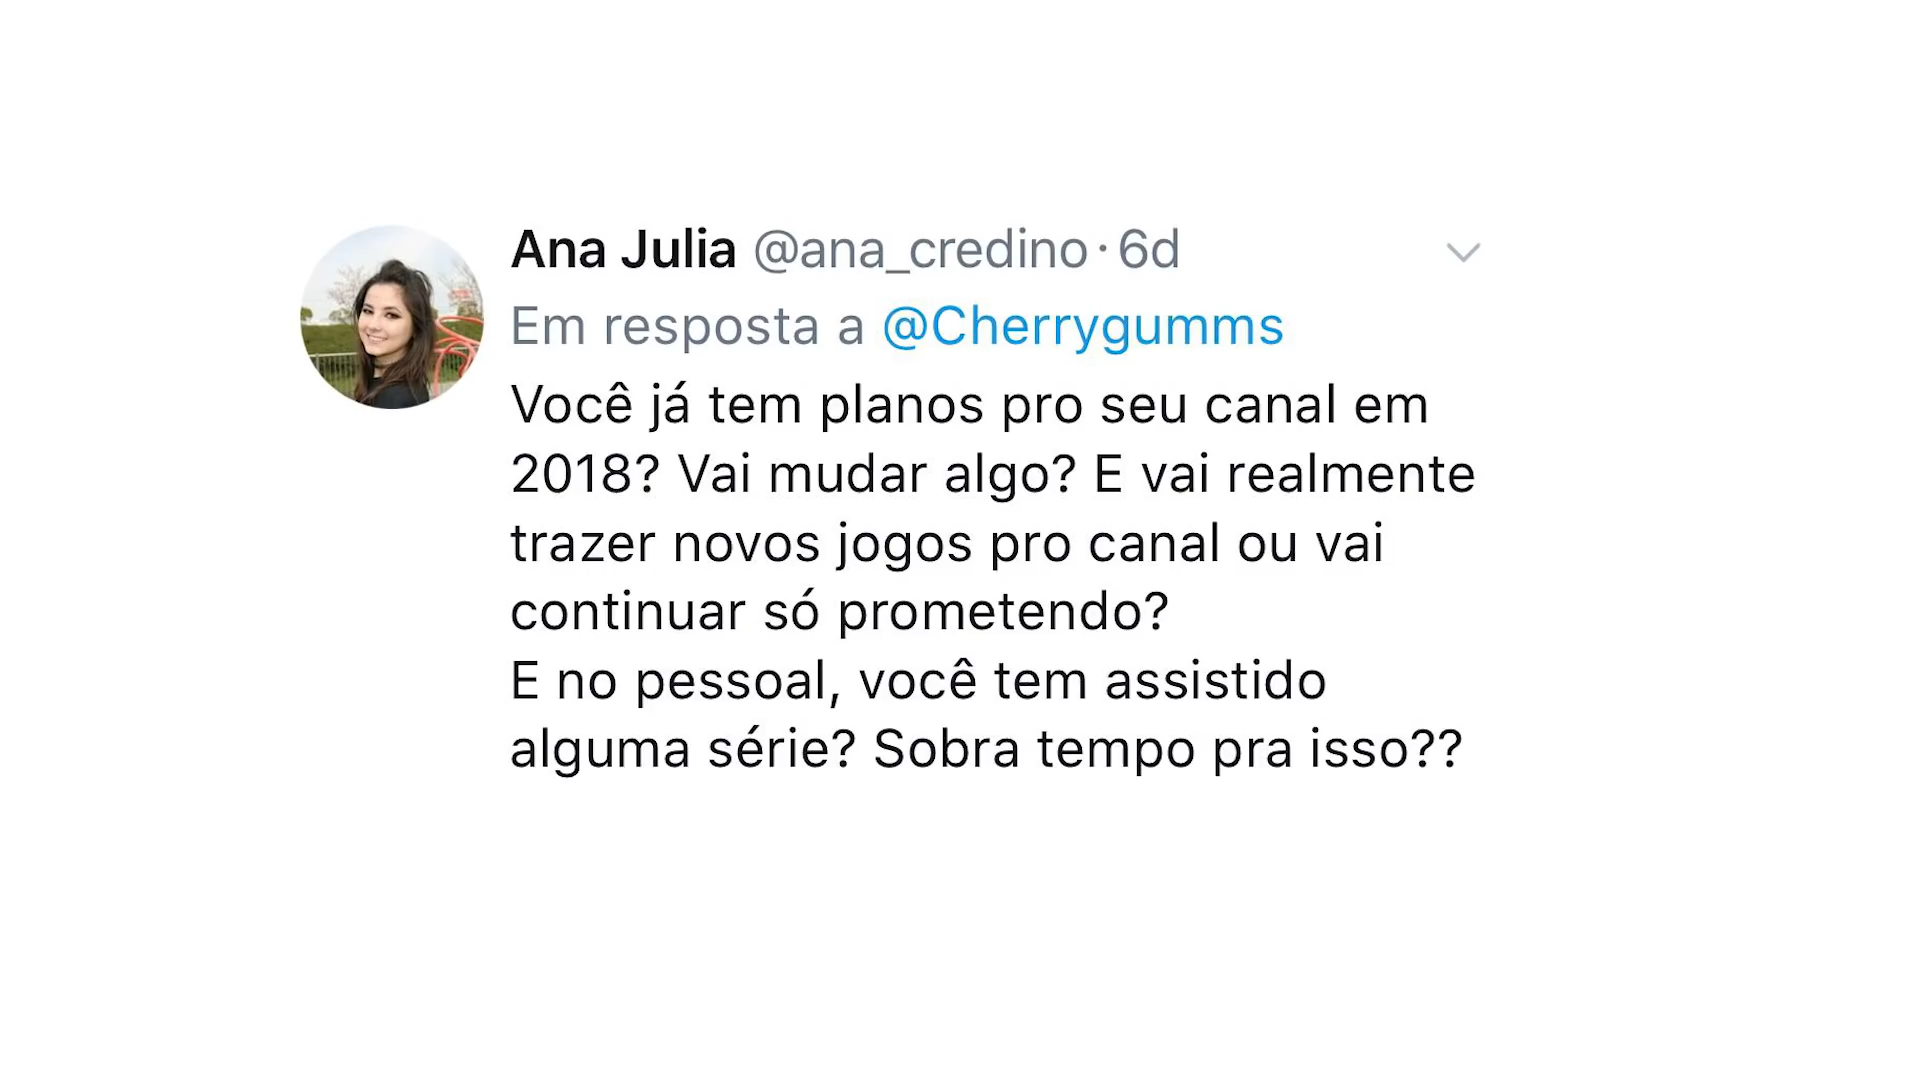 Ana Julia @ana_credino · 6d
Em resposta a @Cherrygumms
Você já tem planos pro seu canal em
2018? Vai mudar algo? E vai realmente
trazer novos jogos pro canal ou vai
continuar só prometendo?
E no pessoal, você tem assistido
alguma série? Sobra tempo pra isso??